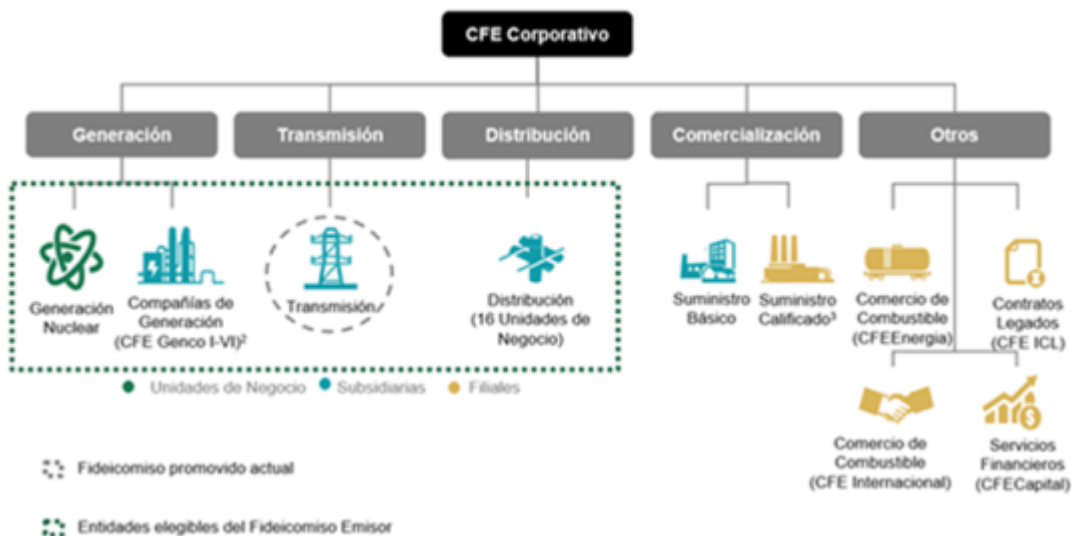 CFE Corporativo
Generación
Transmisión
Distribución
Comercialización
Otros
Generación
Nuclear
Compañías de
Generación
(CFE Genco I-VI)²
Transmisión
Distribución
(16 Unidades de
Negocio)
Suministro
Básico
Suministro
Calificado³
Comercio de
Combustible
(CFEEnergia)
Contratos
Legados
(CFE ICL)
Unidades de Negocio
Subsidiarias
Filiales
Comercio de
Combustible
(CFE Internacional)
Servicios
Financieros
(CFECapital)
Fideicomiso promovido actual
Entidades elegibles del Fideicomiso Emisor